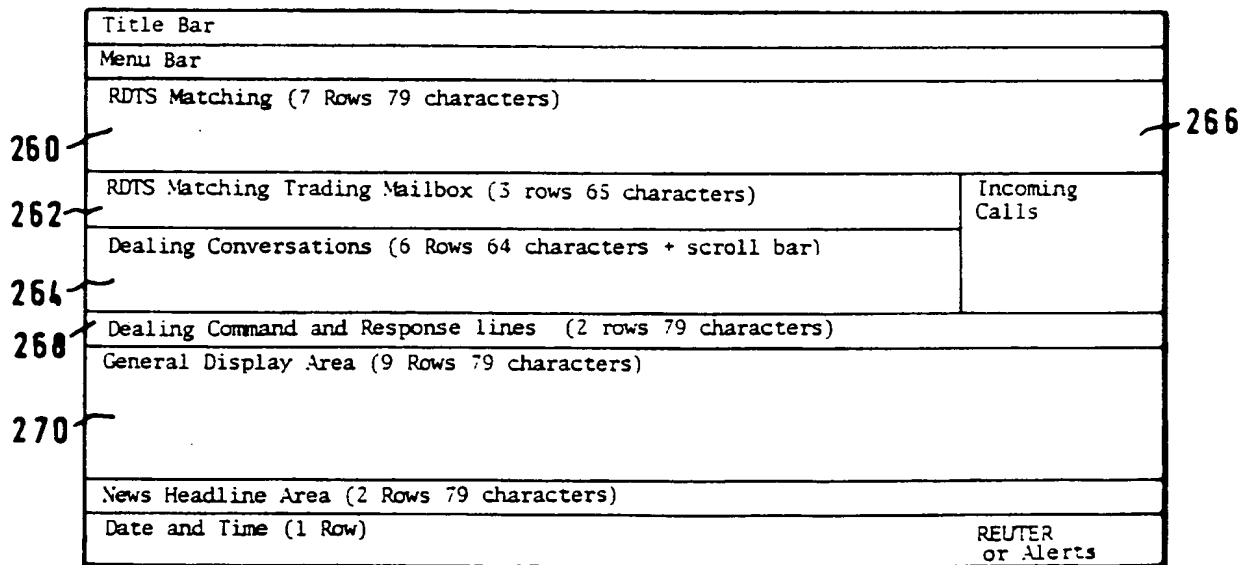 Title Bar
Menu Bar
RDTS Matching (7 Rows 79 characters)
260
266
RDTS Matching Trading Mailbox (3 rows 65 characters)
Incoming
Calls
262
Dealing Conversations (6 Rows 64 characters + scroll bar)
264
Dealing Command and Response lines (2 rows 79 characters)
268
General Display Area (9 Rows 79 characters)
270
News Headline Area (2 Rows 79 characters)
Date and Time (1 Row)
REUTER
or Alerts